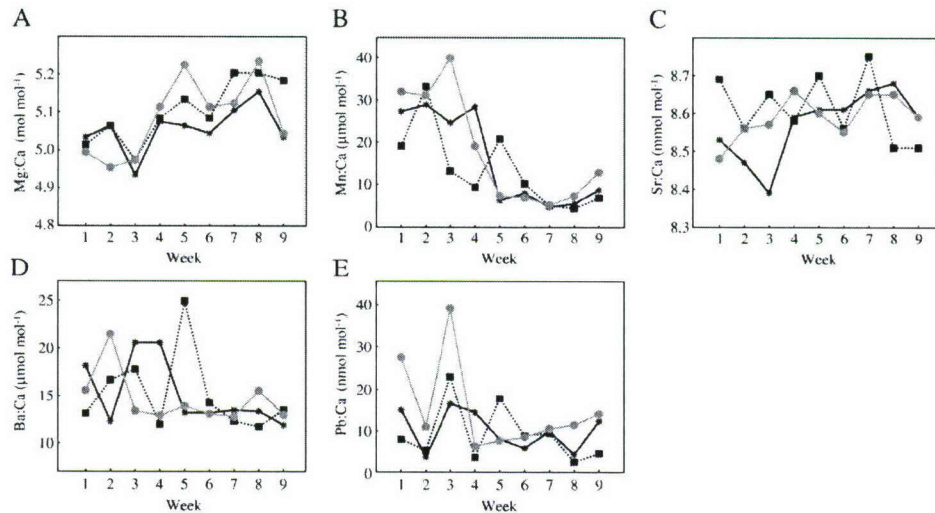 A
Mg:Ca (mol mol⁻¹)
5.2
5.1
5.0
4.9
4.8
1 2 3 4 5 6 7 8 9
Week
B
Mn:Ca (µmol mol⁻¹)
40
30
20
10
0
1 2 3 4 5 6 7 8 9
Week
C
Sr:Ca (nmol mol⁻¹)
8.7
8.6
8.5
8.4
8.3
1 2 3 4 5 6 7 8 9
Week
D
Ba:Ca (µmol mol⁻¹)
25
20
15
10
1 2 3 4 5 6 7 8 9
Week
E
Pb:Ca (nmol mol⁻¹)
40
30
20
10
0
1 2 3 4 5 6 7 8 9
Week